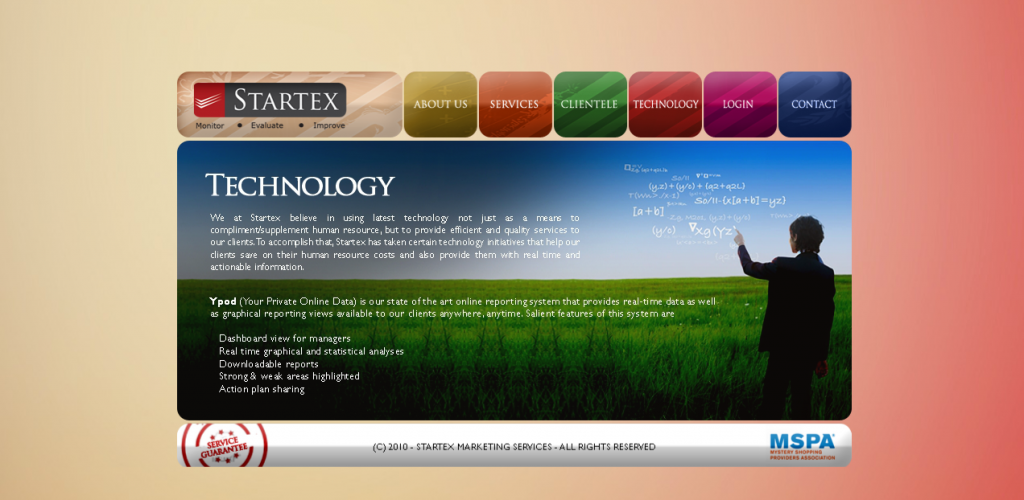 STARTEX
Monitor • Evaluate • Improve
ABOUT US
SERVICES
CLIENTELE
TECHNOLOGY
LOGIN
CONTACT
TECHNOLOGY
We at Startex believe in using latest technology not just as a means to
compliment/supplement human resource, but to provide efficient and quality services to
our clients. To accomplish that, Startex has taken certain technology initiatives that help our
clients save on their human resource costs and also provide them with real time and
actionable information.
Ypod (Your Private Online Data) is our state of the art online reporting system that provides real-time data as well
as graphical reporting views available to our clients anywhere, anytime. Salient features of this system are
Dashboard view for managers
Real time graphical and statistical analyses
Downloadable reports
Strong & weak areas highlighted
Action plan sharing
(y,z)+(y/c) + (q2+q2L)
So/11-{x[a+b]=yz}
[a+b]
(y/c)
∇xg(Yz)
SERVICE
GUARANTEE
(C) 2010 - STARTEX MARKETING SERVICES - ALL RIGHTS RESERVED
MSPA
MYSTERY SHOPPING
PROVIDERS ASSOCIATION